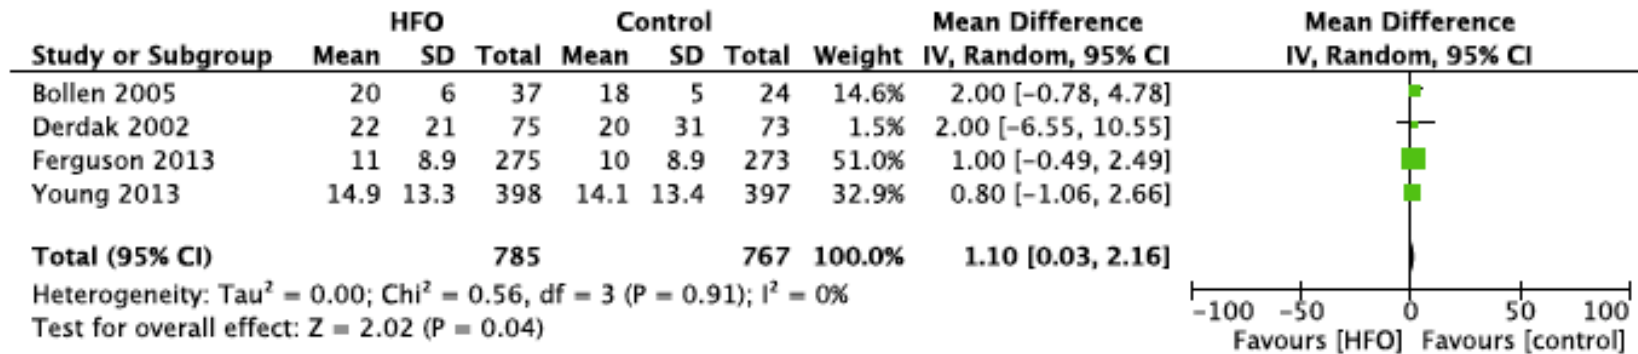 HFO Control Mean Difference Mean Difference
Study or Subgroup Mean SD Total Mean SD Total Weight IV, Random, 95% CI IV, Random, 95% CI
Bollen 2005 20 6 37 18 5 24 14.6% 2.00 [−0.78, 4.78]
Derdak 2002 22 21 75 20 31 73 1.5% 2.00 [−6.55, 10.55]
Ferguson 2013 11 8.9 275 10 8.9 273 51.0% 1.00 [−0.49, 2.49]
Young 2013 14.9 13.3 398 14.1 13.4 397 32.9% 0.80 [−1.06, 2.66]
Total (95% CI) 785 767 100.0% 1.10 [0.03, 2.16]
Heterogeneity: Tau² = 0.00; Chi² = 0.56, df = 3 (P = 0.91); I² = 0%
Test for overall effect: Z = 2.02 (P = 0.04)
−100 −50 0 50 100
Favours [HFO] Favours [control]